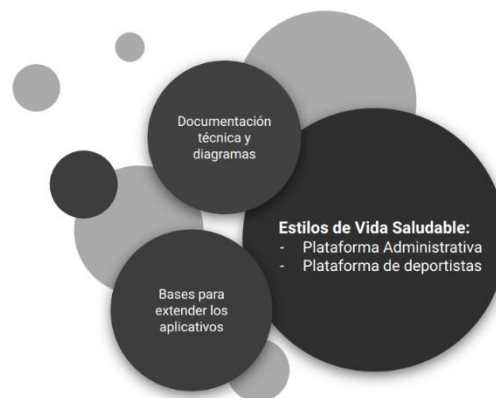 Documentación
técnica y
diagramas
Estilos de Vida Saludable:
- Plataforma Administrativa
- Plataforma de deportistas
Bases para
extender los
aplicativos